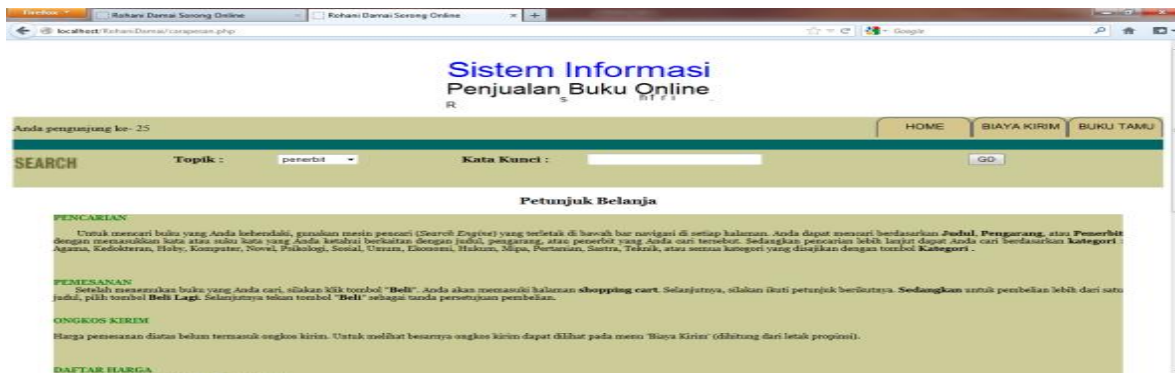 Firefox
Rohani Damai Sorong Online
Rohani Damai Sorong Online
localhost/RohaniDamai/carapesan.php
Google
Sistem Informasi
Penjualan Buku Online
Anda pengunjung ke- 25
HOME
BIAYA KIRIM
BUKU TAMU
SEARCH
Topik :
penerbit
Kata Kunci :
GO
Petunjuk Belanja
PENCARIAN
Untuk mencari buku yang Anda kehendaki, gunakan mesin pencari (Search Engine) yang terletak di bawah bar navigasi di setiap halaman. Anda dapat mencari berdasarkan Judul, Pengarang, atau Penerbit
dengan memasukkan kata atau suku kata yang Anda ketahui berkaitan dengan judul, pengarang, atau penerbit yang Anda cari tersebut. Sedangkan pencarian lebih lanjut dapat Anda cari berdasarkan kategori :
Agama, Kedokteran, Hoby, Komputer, Novel, Psikologi, Sosial, Umum, Ekonomi, Hukum, Mipa, Pertanian, Sastra, Teknik, atau semua kategori yang disajikan dengan tombol Kategori .
PEMESANAN
Setelah menemukan buku yang Anda cari, silakan klik tombol "Beli". Anda akan memasuki halaman shopping cart. Selanjutnya, silakan ikuti petunjuk berikutnya. Sedangkan untuk pembelian lebih dari satu
judul, pilih tombol Beli Lagi. Selanjutnya tekan tombol "Beli" sebagai tanda persetujuan pembelian.
ONGKOS KIRIM
Harga pemesanan diatas belum termasuk ongkos kirim. Untuk melihat besarnya ongkos kirim dapat dilihat pada menu 'Biaya Kirim' (dihitung dari letak propinsi).
DAFTAR HARGA